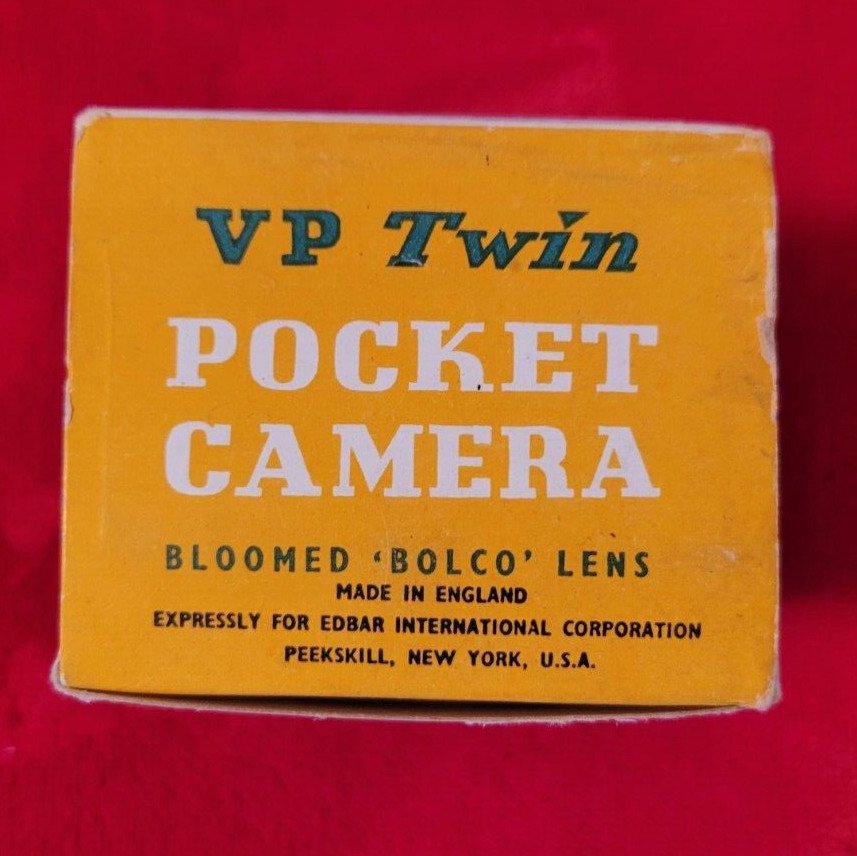 VP Twin
POCKET
CAMERA
BLOOMED ‘BOLCO’ LENS
MADE IN ENGLAND
EXPRESSLY FOR EDBAR INTERNATIONAL CORPORATION
PEEKSKILL, NEW YORK, U.S.A.